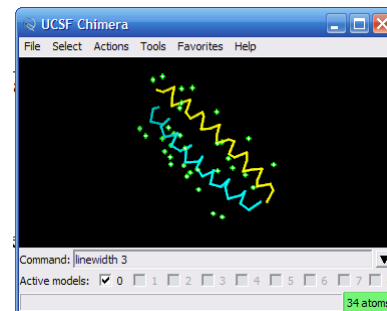 UCSF Chimera
File Select Actions Tools Favorites Help
Command: linewidth 3
Active models: 0 1 2 3 4 5 6 7
34 atoms